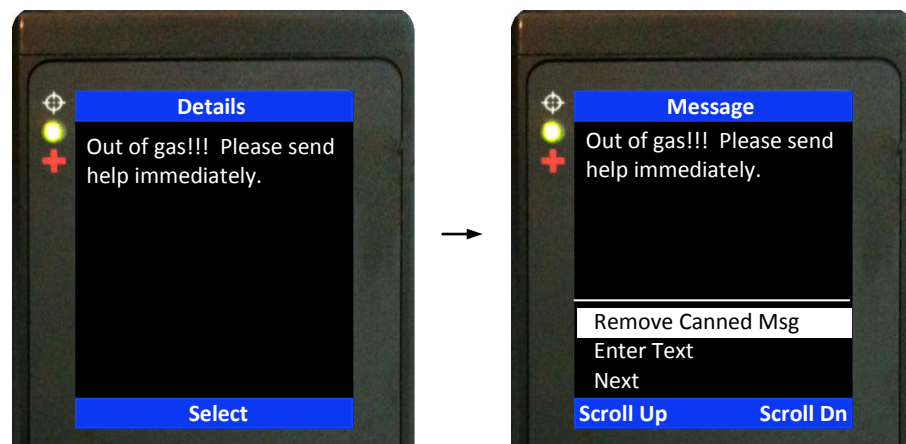 Details
Out of gas!!!  Please send
help immediately.
Select
Message
Out of gas!!!  Please send
help immediately.
Remove Canned Msg
Enter Text
Next
Scroll Up Scroll Dn